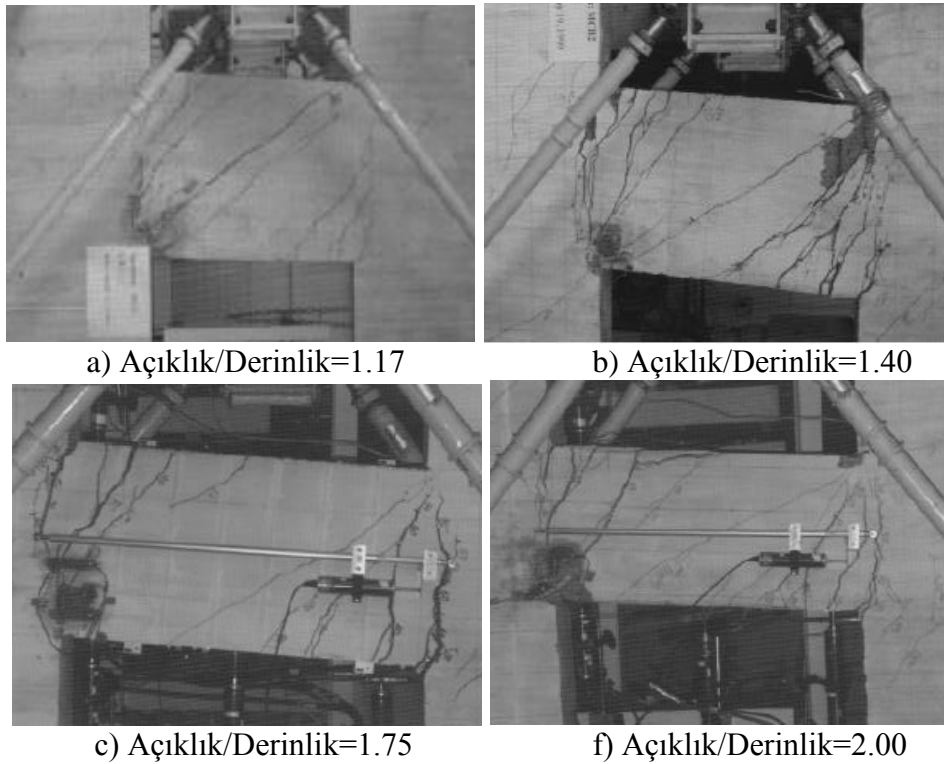 a) Açıklık/Derinlik=1.17
b) Açıklık/Derinlik=1.40
c) Açıklık/Derinlik=1.75
f) Açıklık/Derinlik=2.00